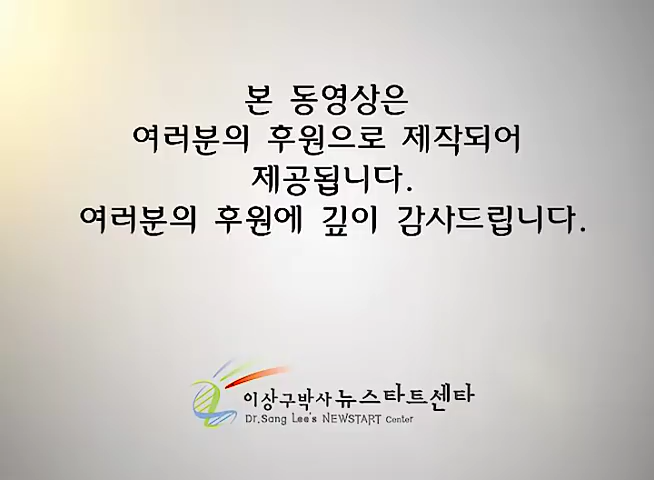 본 동영상은
여러분의 후원으로 제작되어
제공됩니다.
여러분의 후원에 깊이 감사드립니다.
이상구박사뉴스타트센타
Dr.Sang Lee's NEWSTART Center